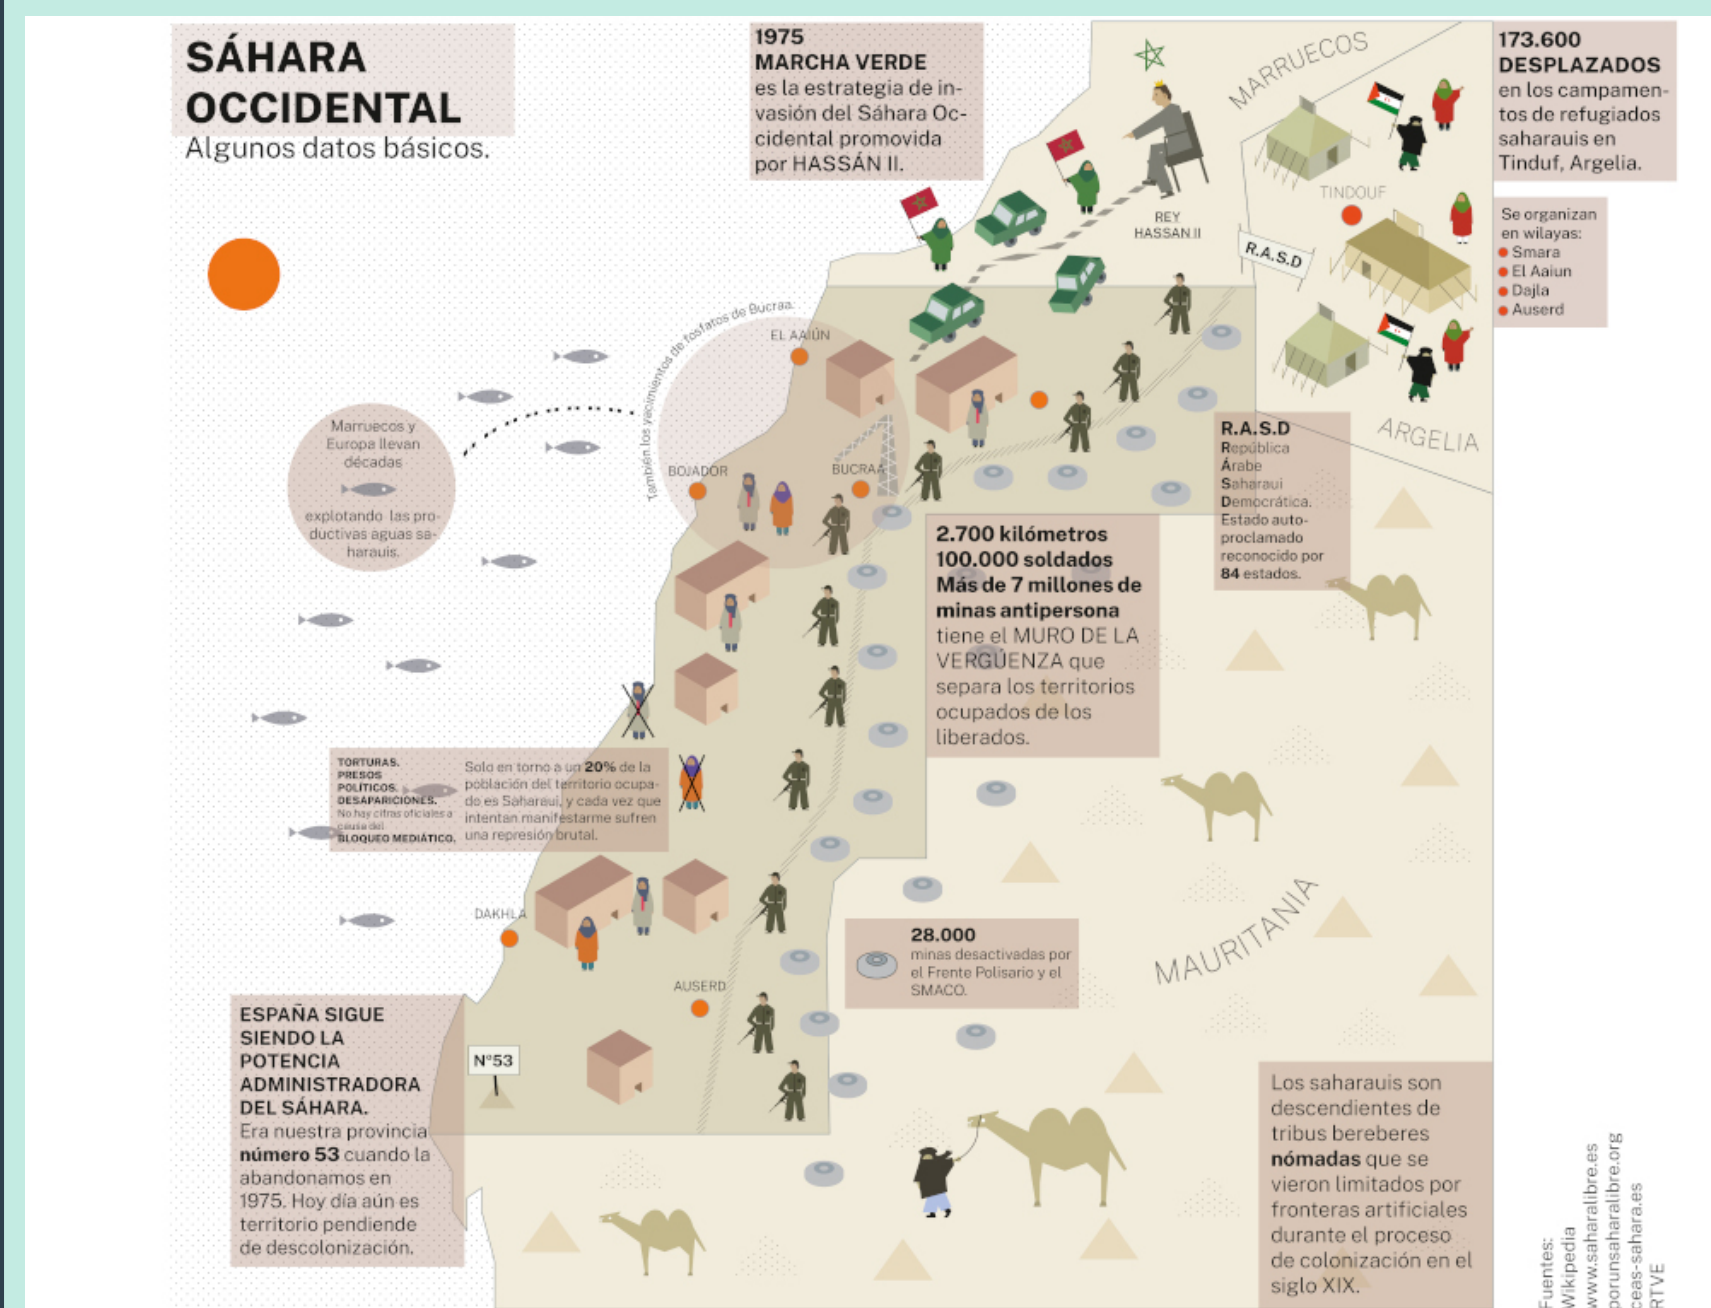 SÁHARA
OCCIDENTAL
Algunos datos básicos.
1975
MARCHA VERDE
es la estrategia de in-
vasión del Sáhara Oc-
cidental promovida
por HASSÁN II.
MARRUECOS
173.600
DESPLAZADOS
en los campamen-
tos de refugiados
saharauis en
Tinduf, Argelia.
REY
HASSAN II
TINDOUF
R.A.S.D
Se organizan
en wilayas:
Smara
El Aaiun
Dajla
Auserd
También los yacimientos de fosfatos de Bucraa.
EL AAIÚN
BOJADOR
BUCRAA
Marruecos y
Europa llevan
décadas
explotando las pro-
ductivas aguas sa-
harauis.
ARGELIA
R.A.S.D
República
Árabe
Saharaui
Democrática.
Estado auto-
proclamado
reconocido por
84 estados.
2.700 kilómetros
100.000 soldados
Más de 7 millones de
minas antipersona
tiene el MURO DE LA
VERGÜENZA que
separa los territorios
ocupados de los
liberados.
TORTURAS.
PRESOS
POLÍTICOS.
DESAPARICIONES.
No hay cifras oficiales a
causa del
BLOQUEO MEDIÁTICO.
Solo en torno a un 20% de la
población del territorio ocupa-
do es Saharaui, y cada vez que
intentan manifestarme sufren
una represión brutal.
DAKHLA
AUSERD
28.000
minas desactivadas por
el Frente Polisario y el
SMACO.
MAURITANIA
ESPAÑA SIGUE
SIENDO LA
POTENCIA
ADMINISTRADORA
DEL SÁHARA.
Era nuestra provincia
número 53 cuando la
abandonamos en
1975. Hoy día aún es
territorio pendiende
de descolonización.
Nº53
Los saharauis son
descendientes de
tribus bereberes
nómadas que se
vieron limitados por
fronteras artificiales
durante el proceso
de colonización en el
siglo XIX.
Fuentes:
Wikipedia
www.saharalibre.es
porunsaharalibre.org
ceas-sahara.es
RTVE